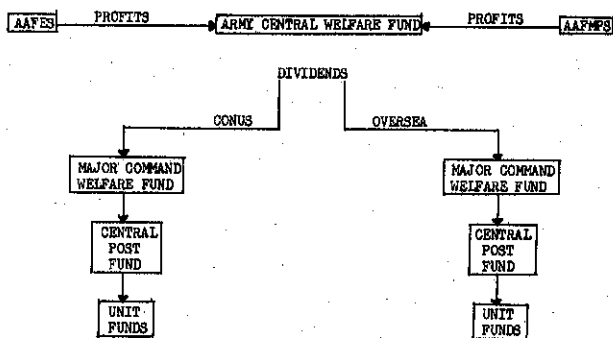 AAFES PROFITS ARMY CENTRAL WELFARE FUND PROFITS AAFMPS
DIVIDENDS
CONUS OVERSEA
MAJOR COMMAND
WELFARE FUND
MAJOR COMMAND
WELFARE FUND
CENTRAL
POST
FUND
CENTRAL
POST
FUND
UNIT
FUNDS
UNIT
FUNDS